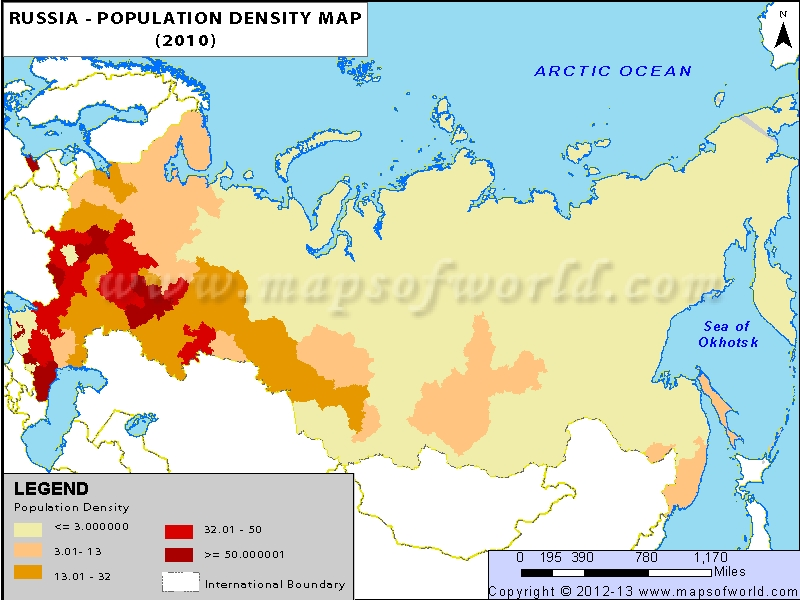 RUSSIA - POPULATION DENSITY MAP
(2010)
N
ARCTIC OCEAN
www.mapsofworld.com
Sea of
Okhotsk
LEGEND
Population Density
<= 3.000000
3.01- 13
13.01 - 32
32.01 - 50
>= 50.000001
International Boundary
0 195 390 780 1,170
Miles
Copyright © 2012-13 www.mapsofworld.com